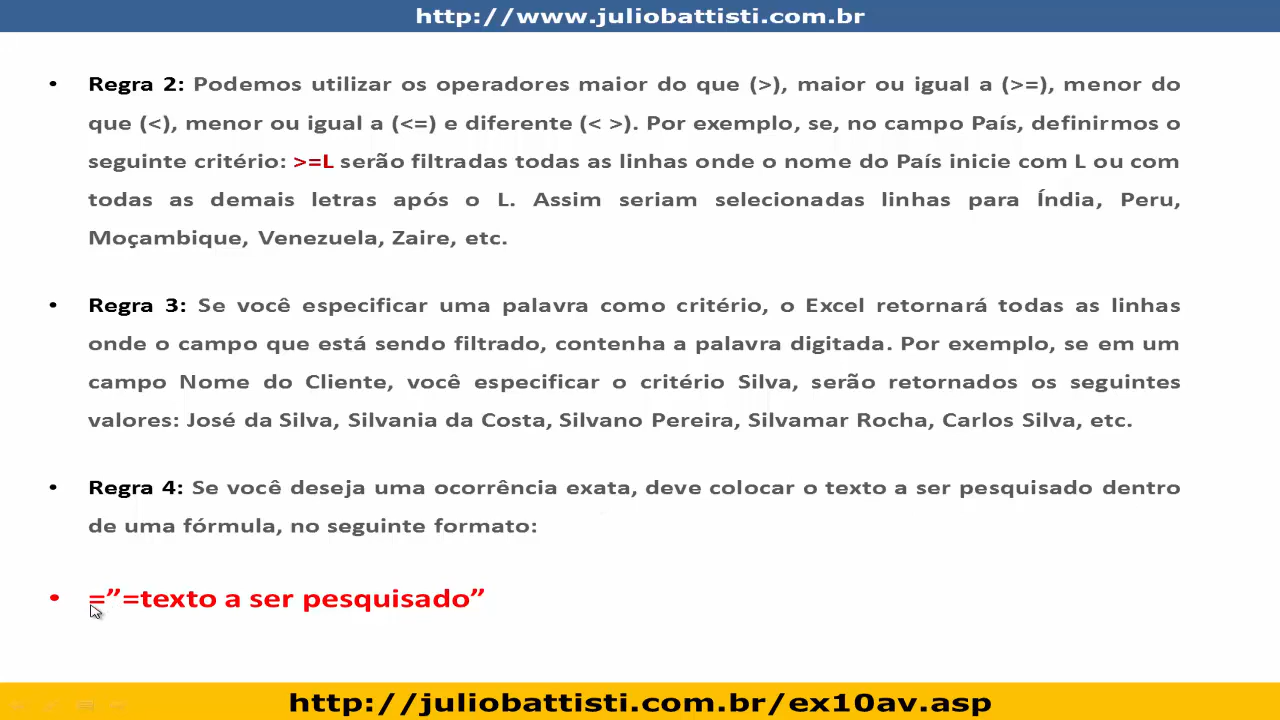 http://www.juliobattisti.com.br
• Regra 2: Podemos utilizar os operadores maior do que (>), maior ou igual a (>=), menor do
que (<), menor ou igual a (<=) e diferente (< >). Por exemplo, se, no campo País, definirmos o
seguinte critério: >=L serão filtradas todas as linhas onde o nome do País inicie com L ou com
todas as demais letras após o L. Assim seriam selecionadas linhas para Índia, Peru,
Moçambique, Venezuela, Zaire, etc.
• Regra 3: Se você especificar uma palavra como critério, o Excel retornará todas as linhas
onde o campo que está sendo filtrado, contenha a palavra digitada. Por exemplo, se em um
campo Nome do Cliente, você especificar o critério Silva, serão retornados os seguintes
valores: José da Silva, Silvania da Costa, Silvano Pereira, Silvamar Rocha, Carlos Silva, etc.
• Regra 4: Se você deseja uma ocorrência exata, deve colocar o texto a ser pesquisado dentro
de uma fórmula, no seguinte formato:
• =”=texto a ser pesquisado”
http://juliobattisti.com.br/ex10av.asp